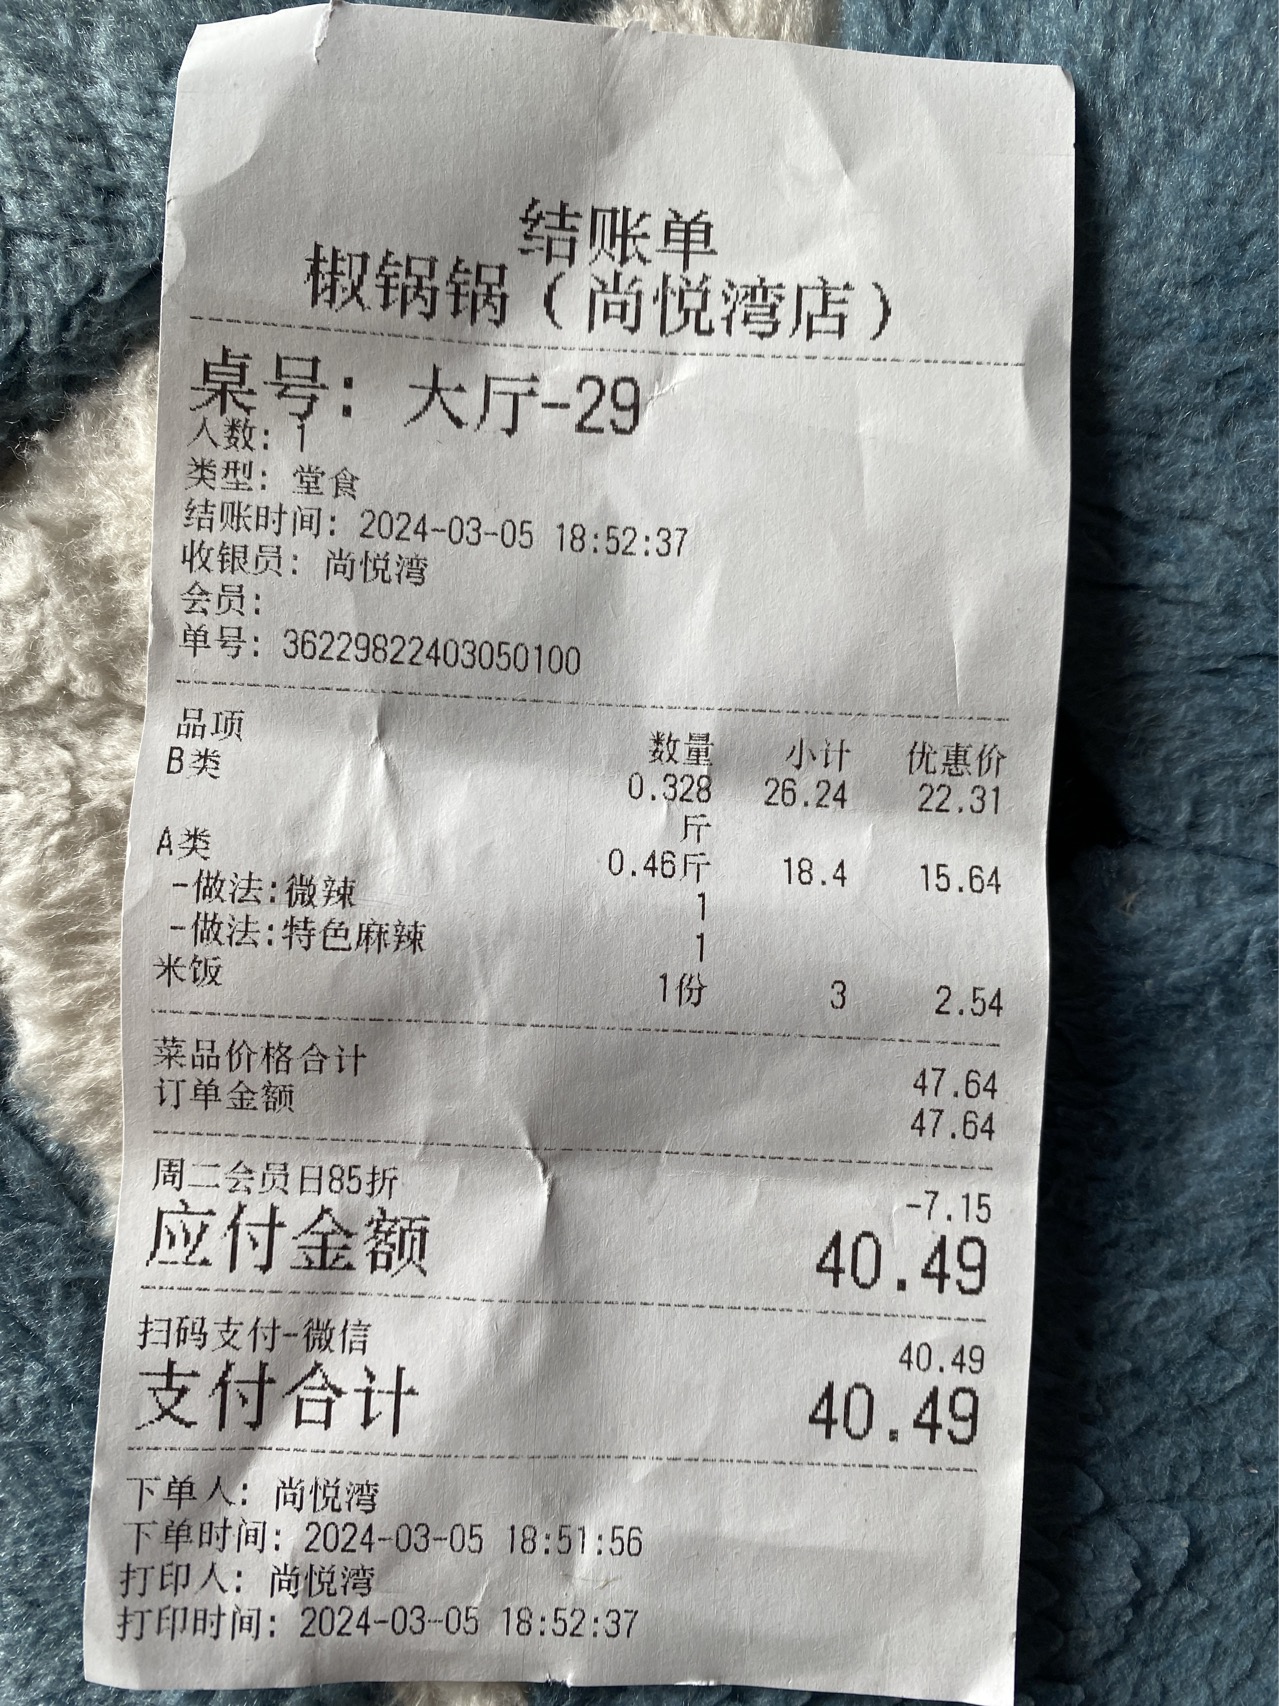 结账单
椒锅锅（尚悦湾店）
桌号：大厅-29
人数：1
类型：堂食
结账时间：2024-03-05 18:52:37
收银员：尚悦湾
会员：
单号：36229822403050100
品项 数量 小计 优惠价
B类 0.328斤 26.24 22.31
A类 0.46斤 18.4 15.64
-做法:微辣 1
-做法:特色麻辣 1
米饭 1份 3 2.54
菜品价格合计 47.64
订单金额 47.64
周二会员日85折 -7.15
应付金额 40.49
扫码支付-微信 40.49
支付合计 40.49
下单人：尚悦湾
下单时间：2024-03-05 18:51:56
打印人：尚悦湾
打印时间：2024-03-05 18:52:37